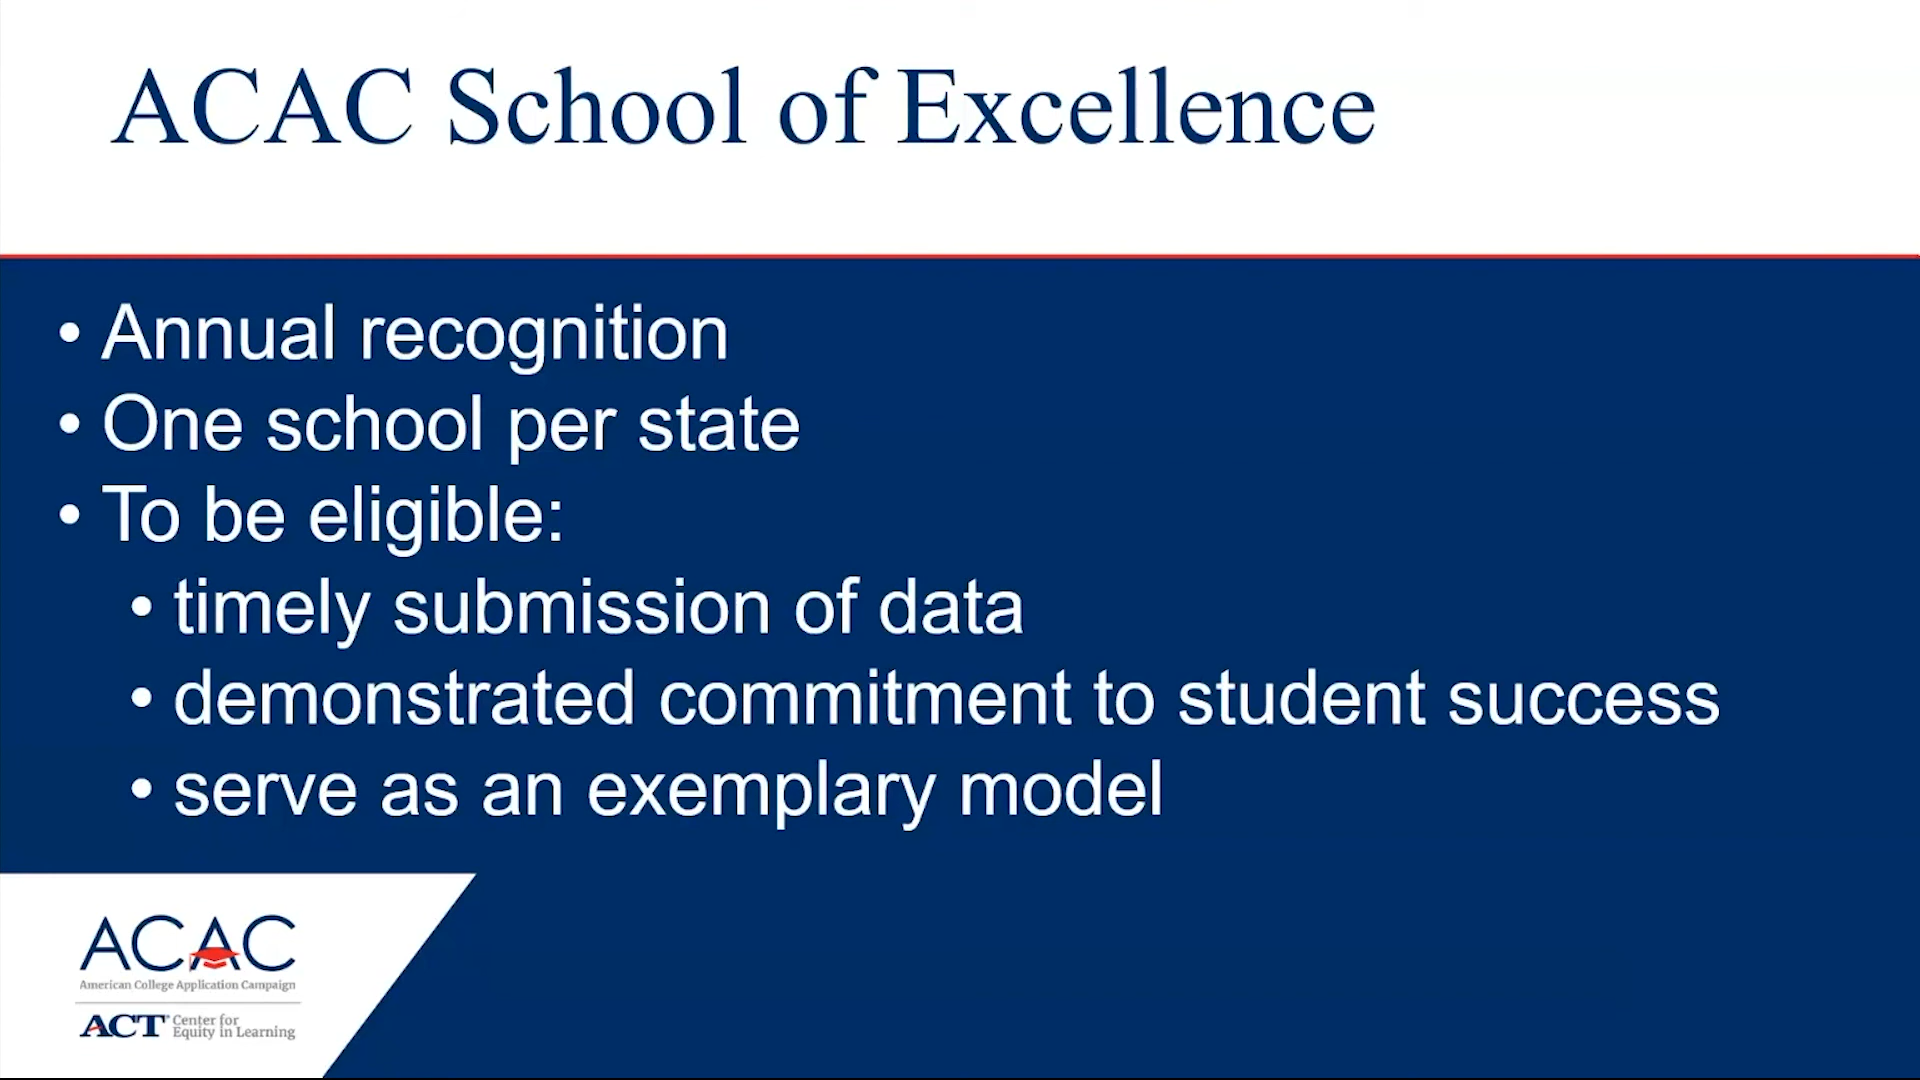 ACAC School of Excellence
• Annual recognition
• One school per state
• To be eligible:
• timely submission of data
• demonstrated commitment to student success
• serve as an exemplary model
ACAC
American College Application Campaign
ACT Center for
Equity in Learning